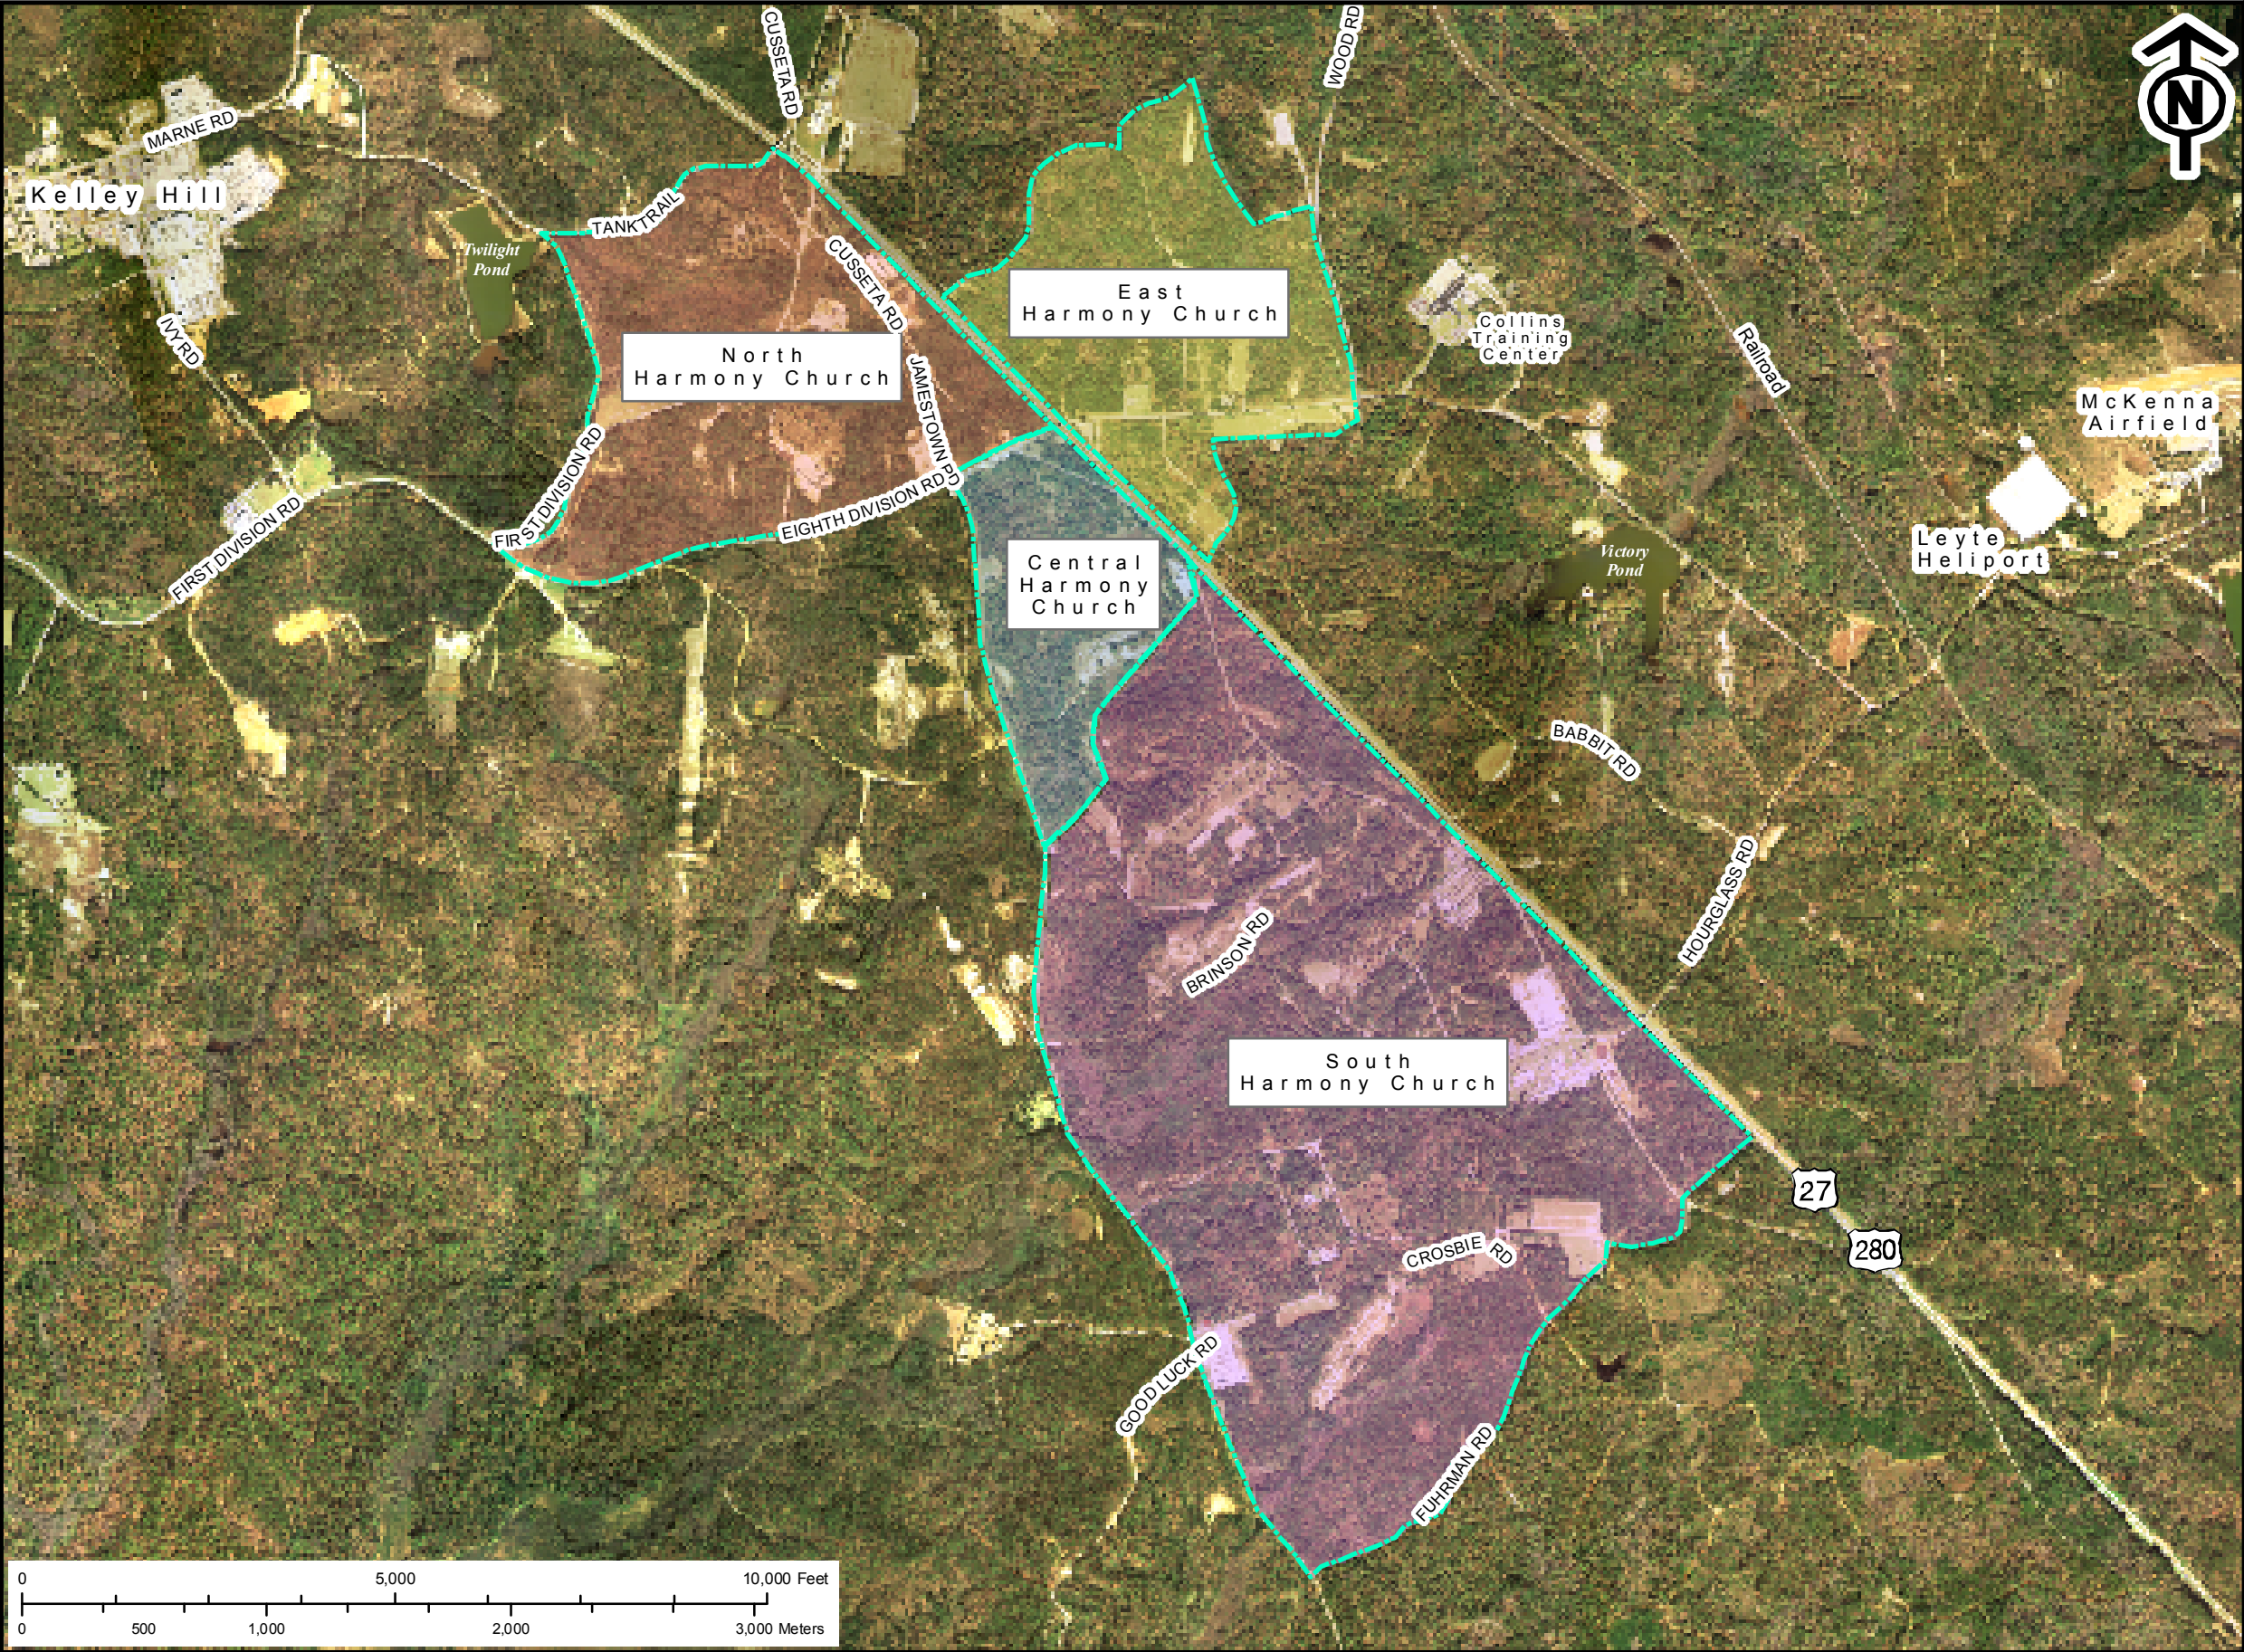 CUSSETA RD
WOOD RD
N
MARNE RD
Kelley Hill
TANK TRAIL
Twilight
Pond
CUSSETA RD
East
Harmony Church
IVY RD
North
Harmony Church
JAMESTOWN RD
Collins
Training
Center
Railroad
McKenna
Airfield
FIRST DIVISION RD
FIRST DIVISION RD
EIGHTH DIVISION RD
Central
Harmony
Church
Victory
Pond
Leyte
Heliport
BABBIT RD
HOURGLASS RD
BRINSON RD
South
Harmony Church
27
280
CROSBIE RD
GOOD LUCK RD
FUHRMAN RD
0 5,000 10,000 Feet
0 500 1,000 2,000 3,000 Meters